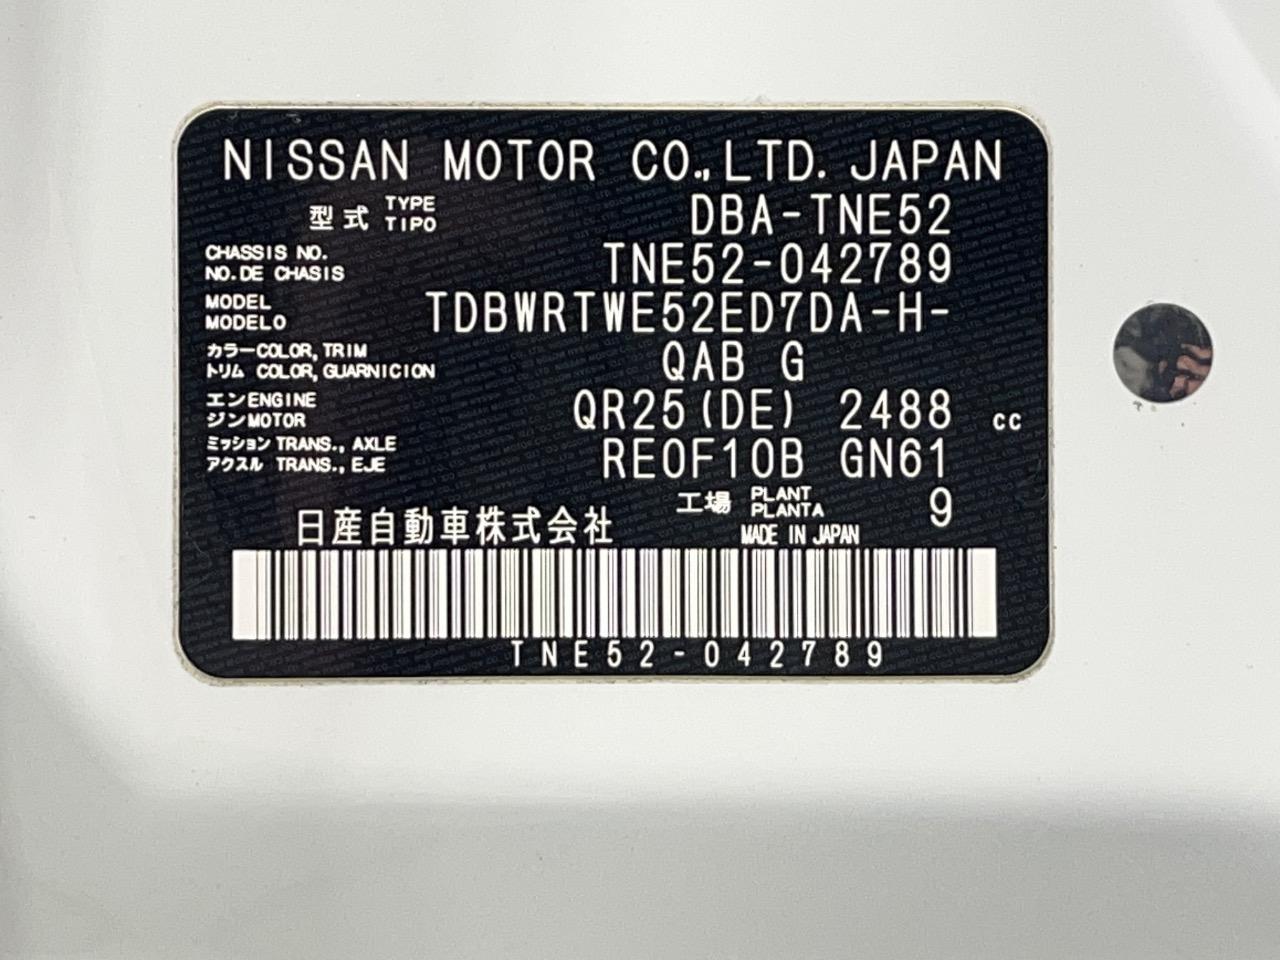 NISSAN MOTOR CO.,LTD. JAPAN
型式 TYPE TIPO DBA-TNE52
CHASSIS NO. TNE52-042789
NO.DE CHASIS
MODEL TDBWRTWE52ED7DA-H-
MODELO
カラーCOLOR,TRIM QAB G
トリム COLOR,GUARNICION
エンENGINE QR25(DE) 2488 cc
ジンMOTOR
ミッション TRANS., AXLE RE0F10B GN61
アクスル TRANS., EJE
工場 PLANT PLANTA 9
日産自動車株式会社 MADE IN JAPAN
TNE52-042789